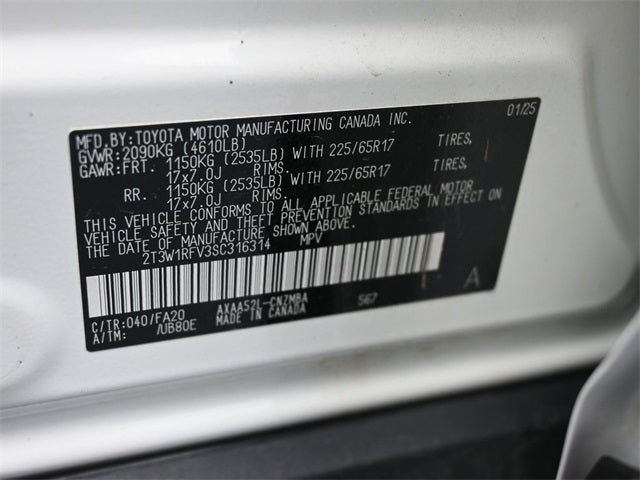 MFD.BY:TOYOTA MOTOR MANUFACTURING CANADA INC. 01/25
GVWR:2090KG (4610LB)
GAWR:FRT. 1150KG (2535LB) WITH 225/65R17 TIRES,
17x7.0J RIMS.
RR. 1150KG (2535LB) WITH 225/65R17 TIRES,
17x7.0J RIMS.
THIS VEHICLE CONFORMS TO ALL APPLICABLE FEDERAL MOTOR
VEHICLE SAFETY AND THEFT PREVENTION STANDARDS IN EFFECT ON
THE DATE OF MANUFACTURE SHOWN ABOVE.
2T3W1RFV3SC316314 MPV
A
C/TR:040/FA20 AXAA52L-CNZMBA 567
A/TM: /UB80E MADE IN CANADA